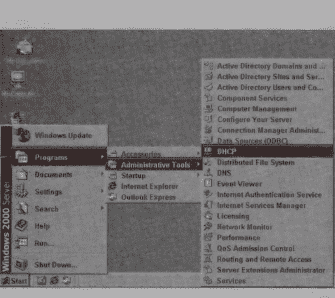 Windows 2000 Server
Windows Update
Programs
Documents
Settings
Search
Help
Run...
Shut Down...
Start
Accessories
Administrative Tools
Startup
Internet Explorer
Outlook Express
Active Directory Domains and ...
Active Directory Sites and Ser...
Active Directory Users and Co...
Component Services
Computer Management
Configure Your Server
Connection Manager Administ...
Data Sources (ODBC)
DHCP
Distributed File System
DNS
Event Viewer
Internet Authentication Service
Internet Services Manager
Licensing
Network Monitor
Performance
QoS Admission Control
Routing and Remote Access
Server Extensions Administrator
Services